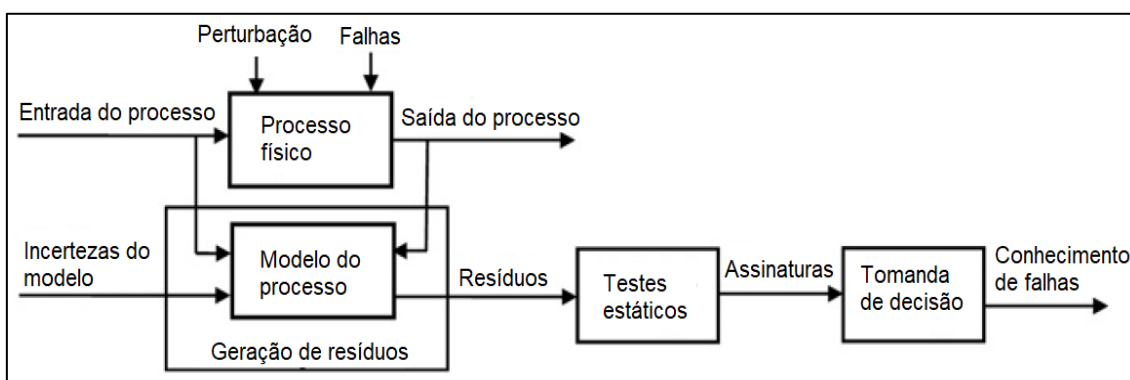 Perturbação
Falhas
Entrada do processo
Processo
físico
Saída do processo
Incertezas do
modelo
Modelo do
processo
Resíduos
Geração de resíduos
Testes
estáticos
Assinaturas
Tomanda
de decisão
Conhecimento
de falhas